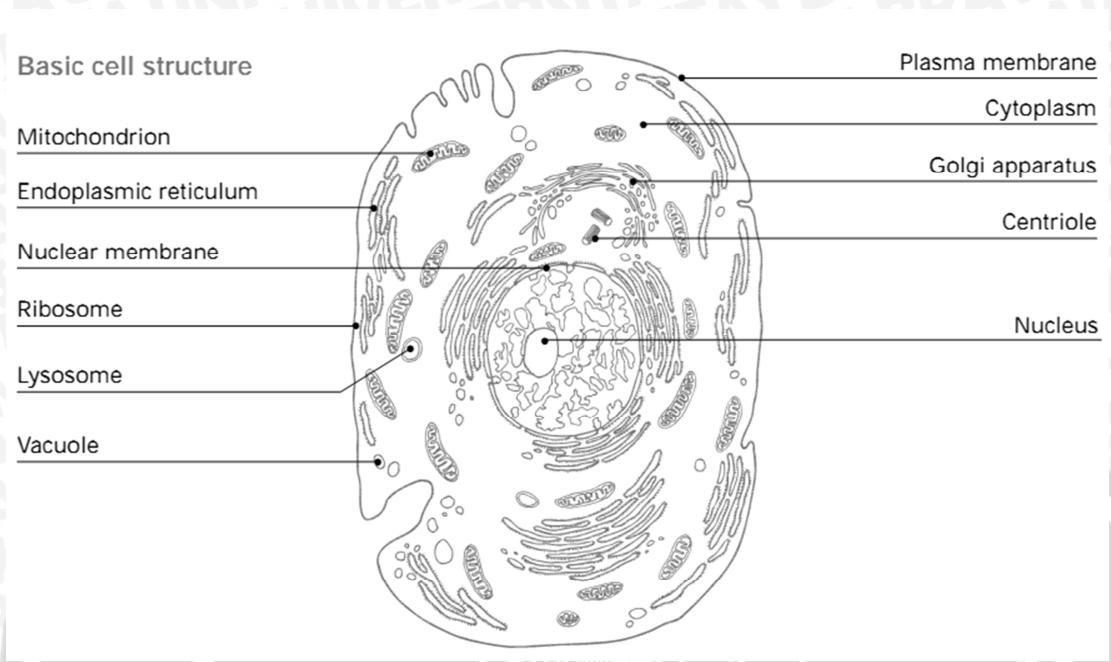 Basic cell structure
Mitochondrion
Endoplasmic reticulum
Nuclear membrane
Ribosome
Lysosome
Vacuole
Plasma membrane
Cytoplasm
Golgi apparatus
Centriole
Nucleus